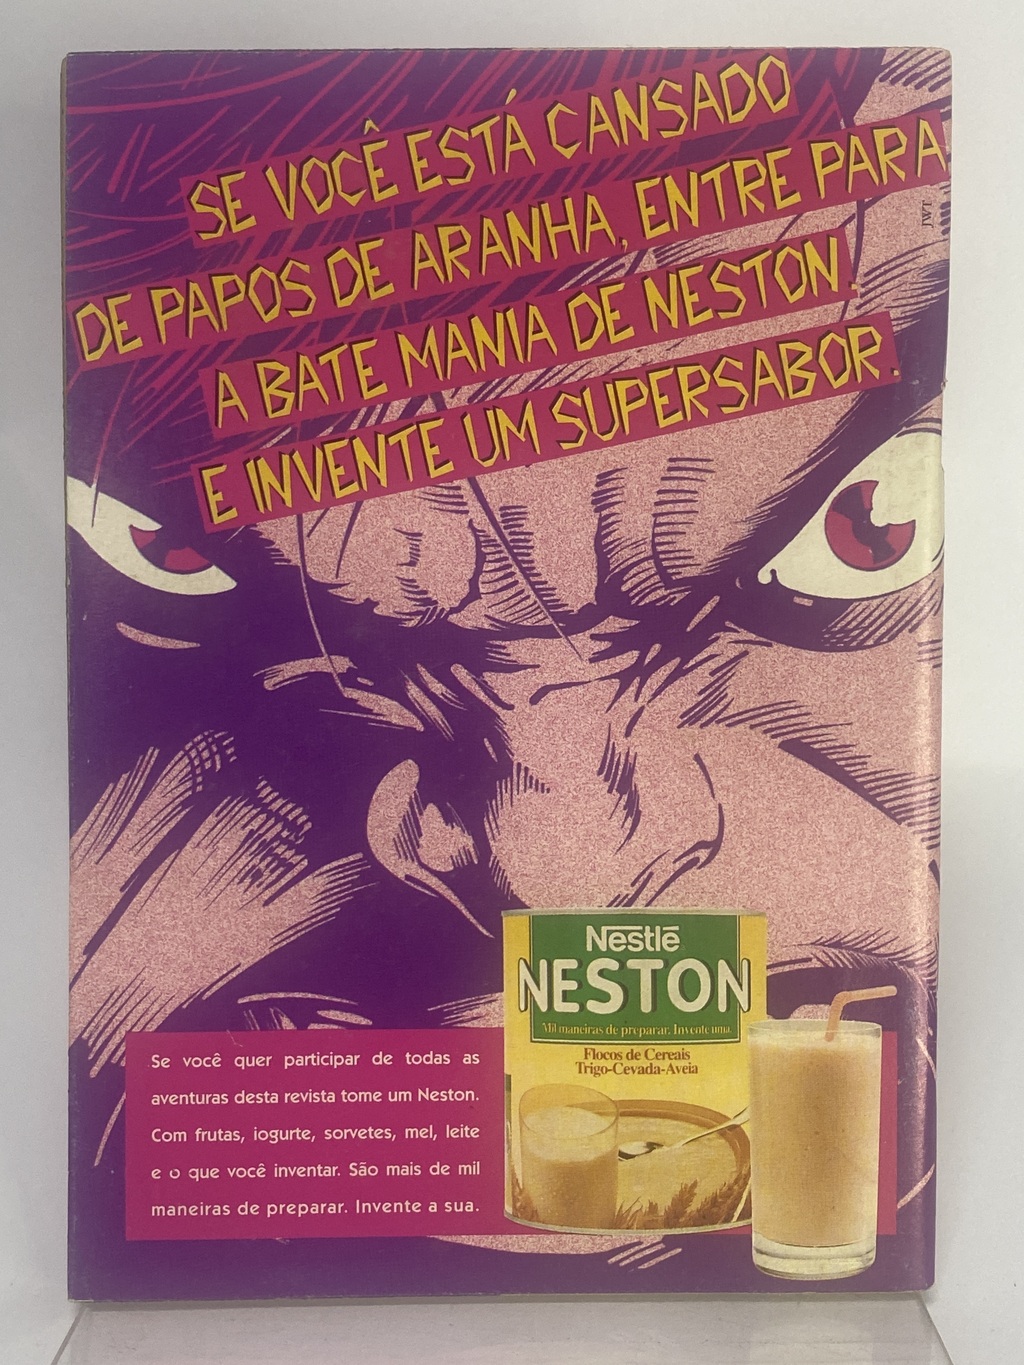 SE VOCÊ ESTÁ CANSADO
DE PAPOS DE ARANHA, ENTRE PARA
A BATE MANIA DE NESTON.
E INVENTE UM SUPERSABOR.
JWT
Nestlé
NESTON
Mil maneiras de preparar. Invente uma.
Flocos de Cereais
Trigo-Cevada-Aveia
Se você quer participar de todas as
aventuras desta revista tome um Neston.
Com frutas, iogurte, sorvetes, mel, leite
e o que você inventar. São mais de mil
maneiras de preparar. Invente a sua.